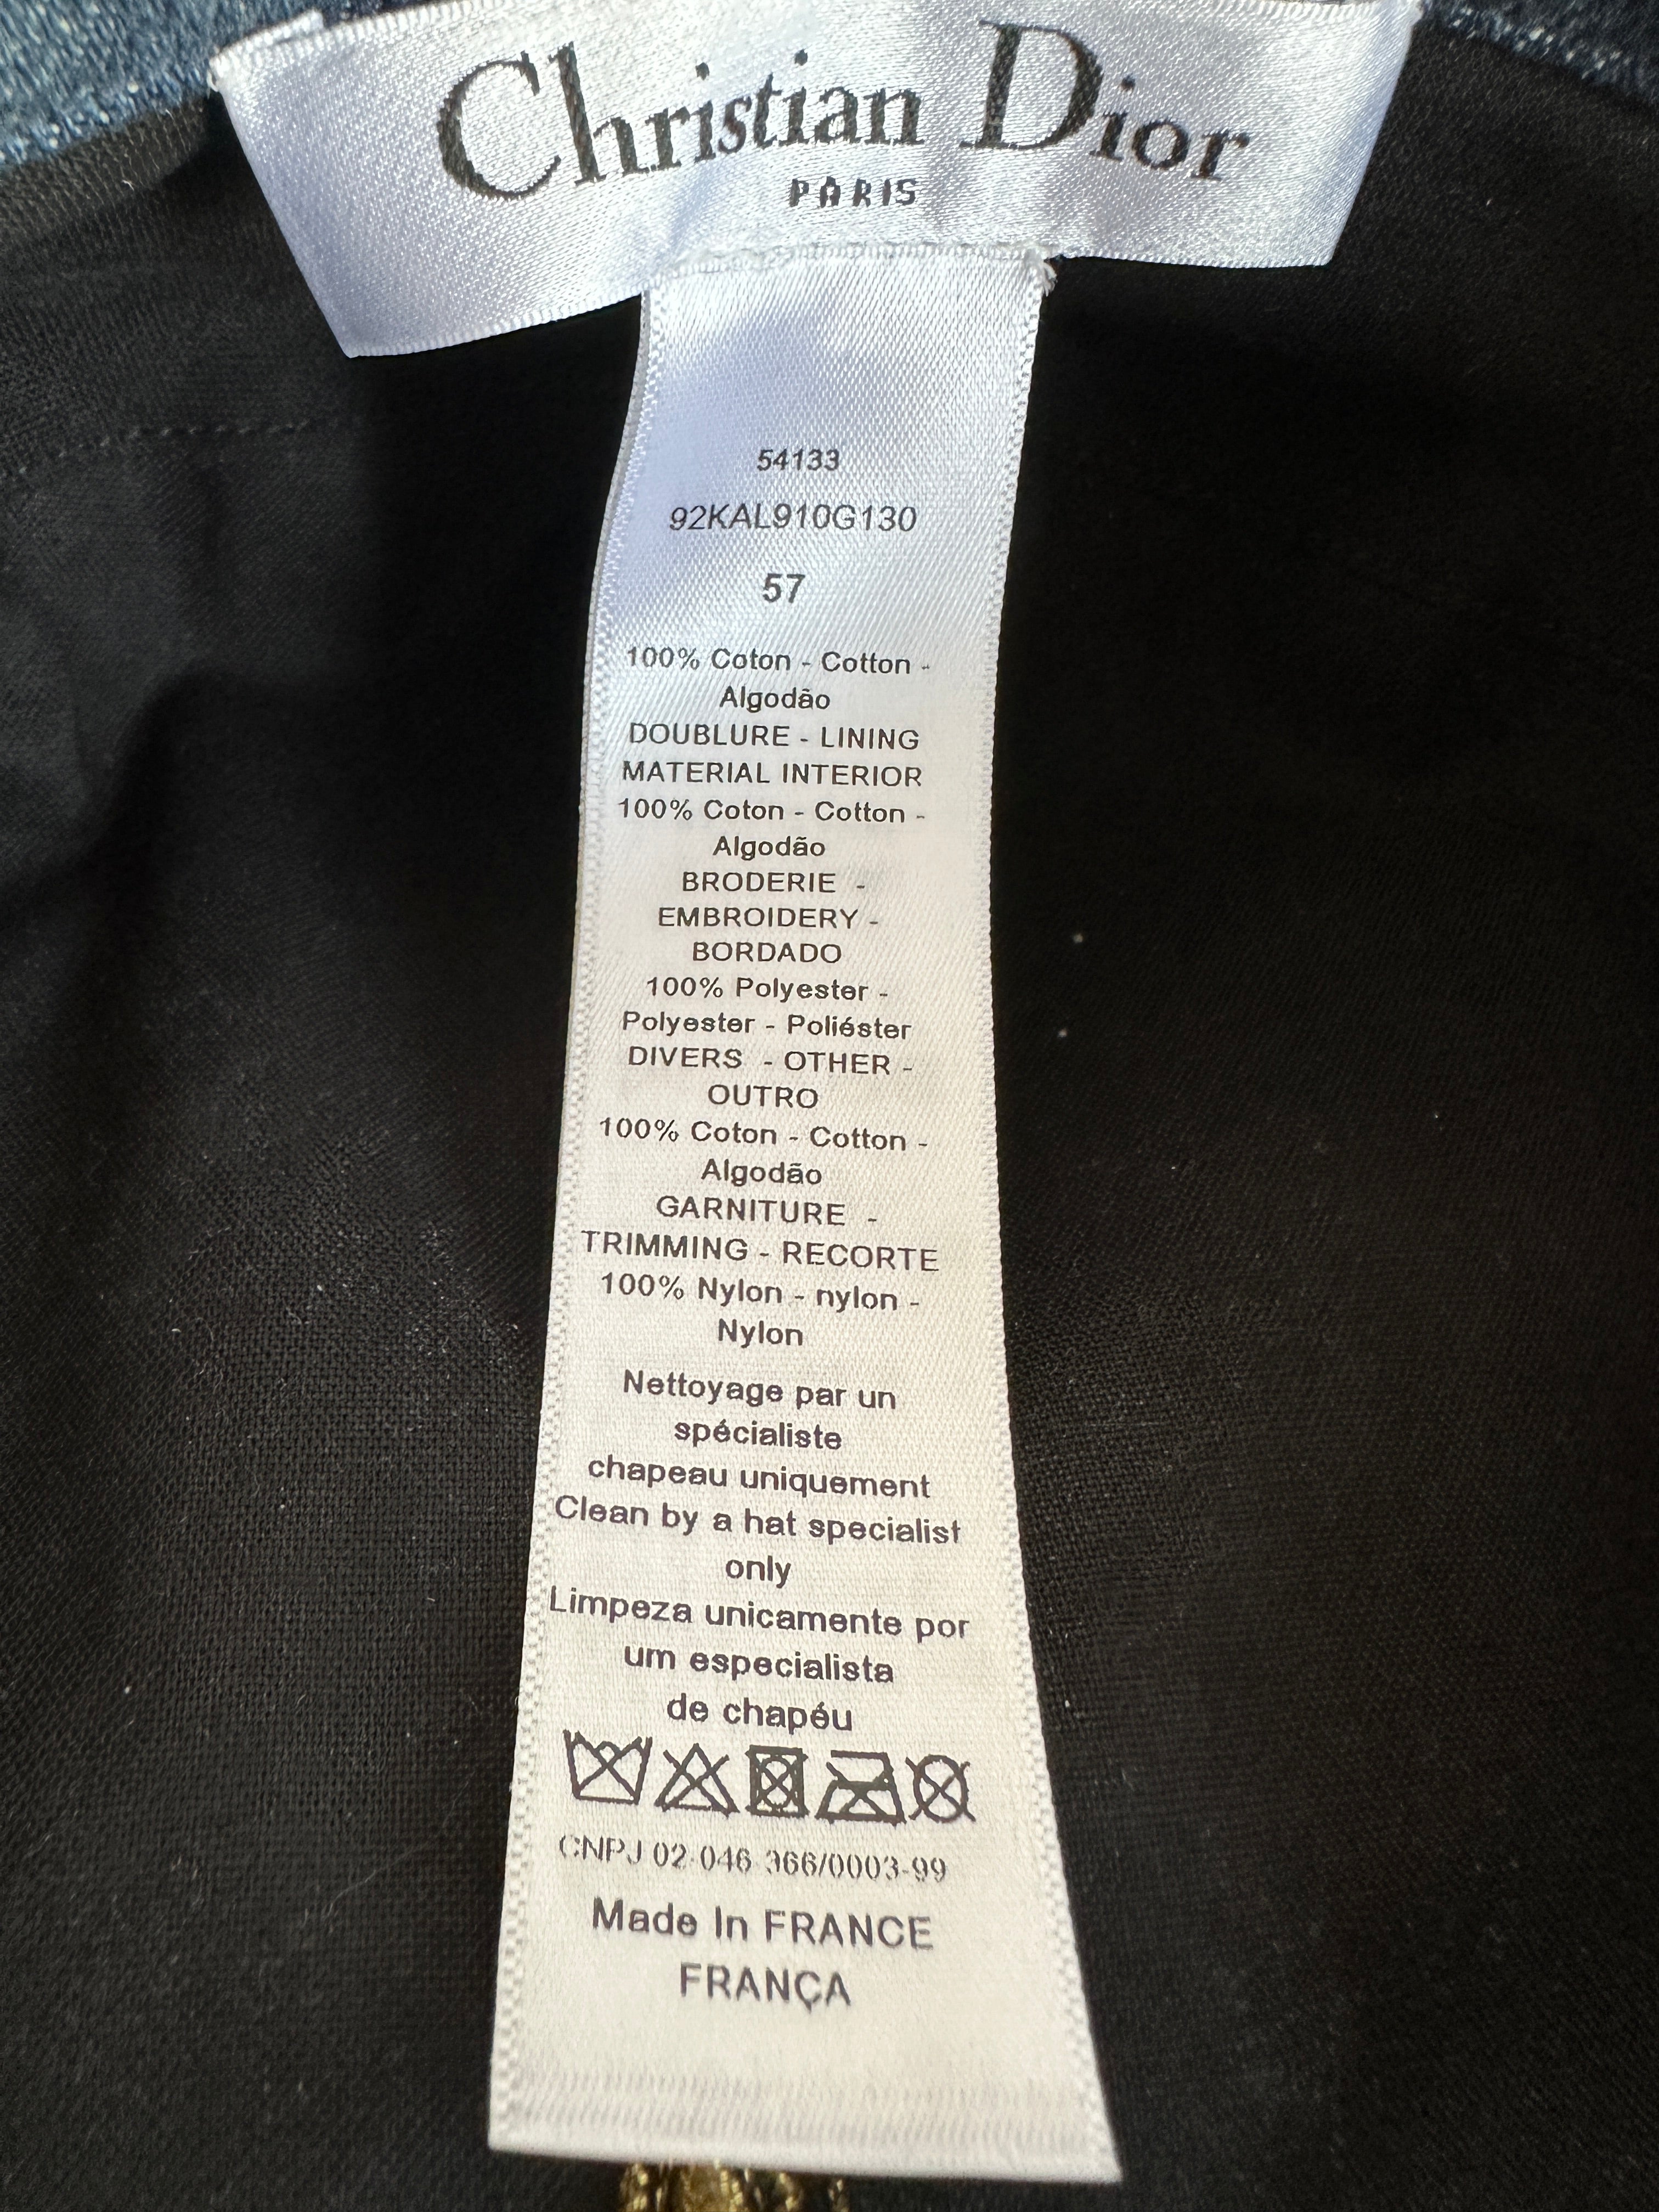 Christian Dior
PARIS
54133
92KAL910G130
57
100% Coton - Cotton -
Algodão
DOUBLURE - LINING
MATERIAL INTERIOR
100% Coton - Cotton -
Algodão
BRODERIE -
EMBROIDERY -
BORDADO
100% Polyester -
Polyester - Poliéster
DIVERS - OTHER -
OUTRO
100% Coton - Cotton -
Algodão
GARNITURE -
TRIMMING - RECORTE
100% Nylon - nylon -
Nylon
Nettoyage par un
spécialiste
chapeau uniquement
Clean by a hat specialist
only
Limpeza unicamente por
um especialista
de chapéu
CNPJ 02.046.366/0003-99
Made In FRANCE
FRANÇA